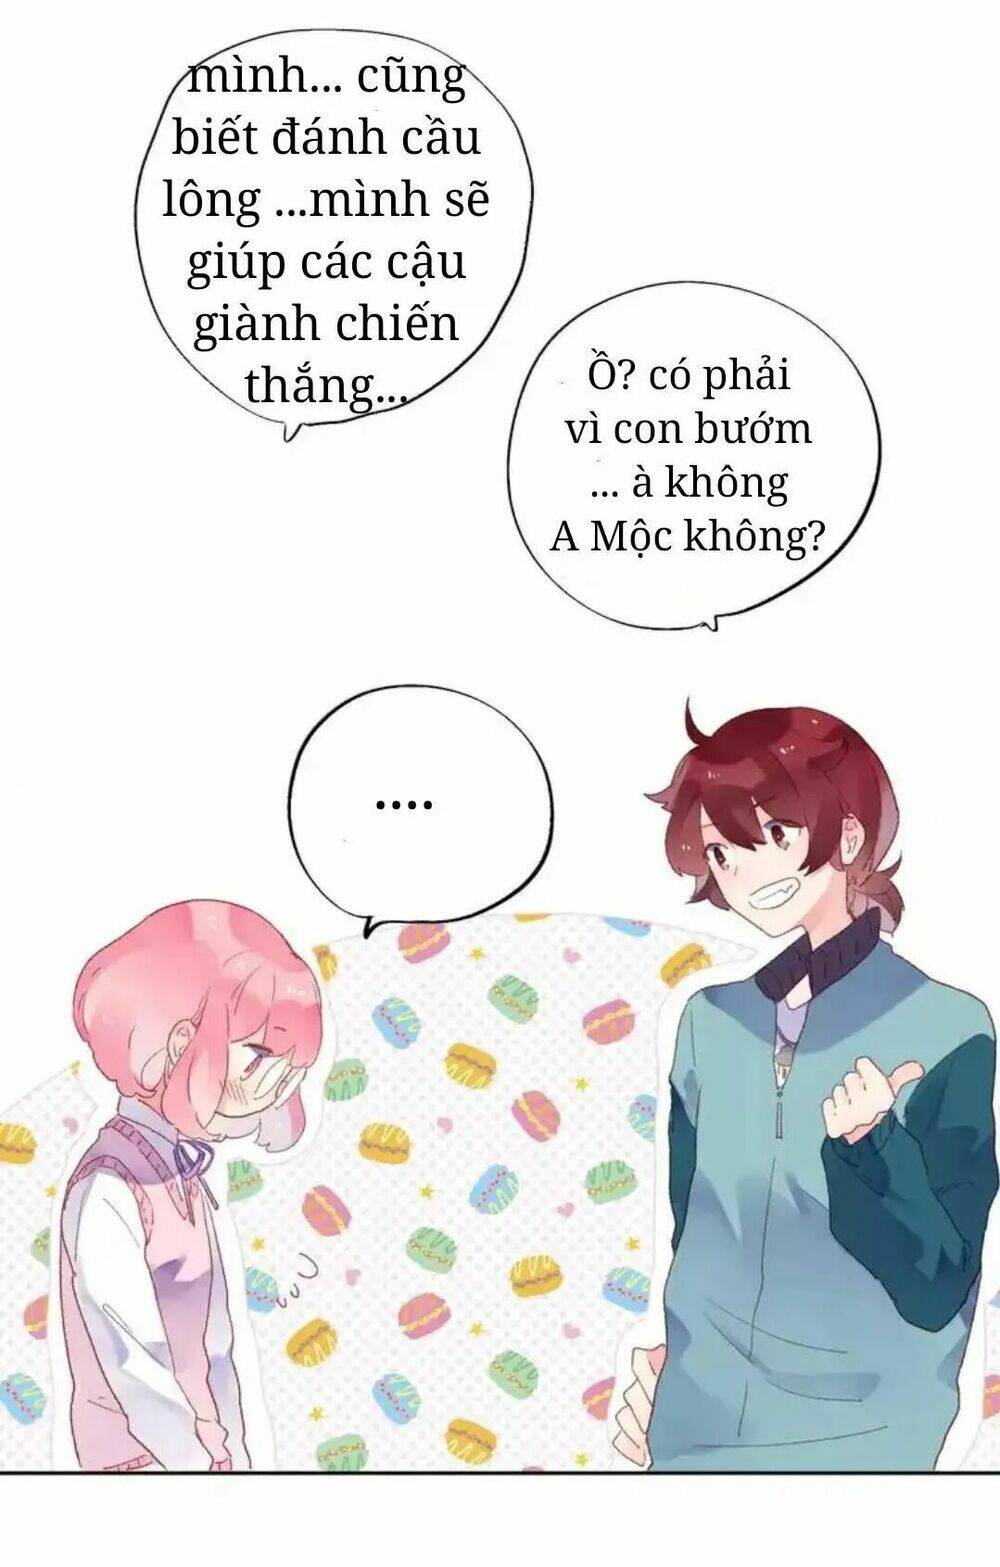 mình... cũng
biết đánh cầu
lông ...mình sẽ
giúp các cậu
giành chiến
thắng...
Ồ? có phải
vì con bướm
... à không
A Mộc không?
....